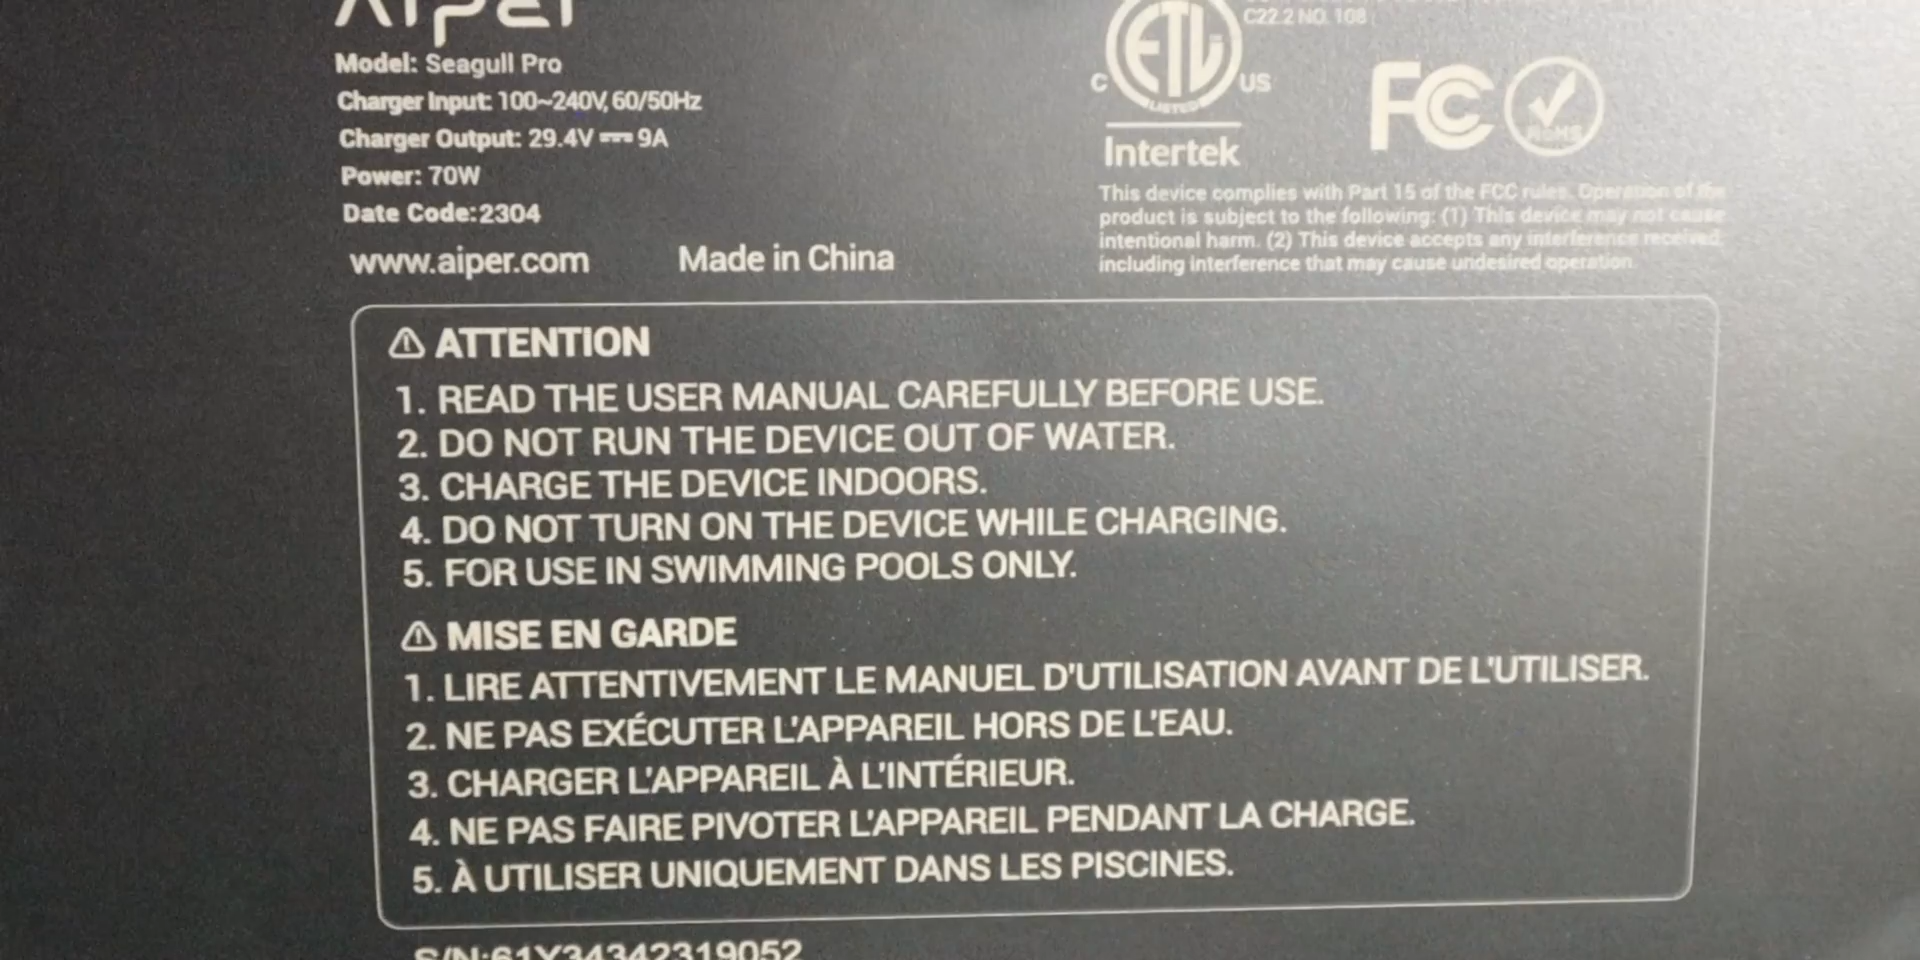 Aiper
Model: Seagull Pro
Charger Input: 100~240V, 60/50Hz
Charger Output: 29.4V ⎓ 9A
Power: 70W
Date Code:2304
www.aiper.com Made in China
C22.2 NO. 108
ETL
C US
LISTED
Intertek
FC
RoHS
This device complies with Part 15 of the FCC rules. Operation of the
product is subject to the following: (1) This device may not cause
intentional harm. (2) This device accepts any interference received,
including interference that may cause undesired operation.
⚠ ATTENTION
1. READ THE USER MANUAL CAREFULLY BEFORE USE.
2. DO NOT RUN THE DEVICE OUT OF WATER.
3. CHARGE THE DEVICE INDOORS.
4. DO NOT TURN ON THE DEVICE WHILE CHARGING.
5. FOR USE IN SWIMMING POOLS ONLY.
⚠ MISE EN GARDE
1. LIRE ATTENTIVEMENT LE MANUEL D'UTILISATION AVANT DE L'UTILISER.
2. NE PAS EXÉCUTER L'APPAREIL HORS DE L'EAU.
3. CHARGER L'APPAREIL À L'INTÉRIEUR.
4. NE PAS FAIRE PIVOTER L'APPAREIL PENDANT LA CHARGE.
5. À UTILISER UNIQUEMENT DANS LES PISCINES.
S/N:61Y34342319052